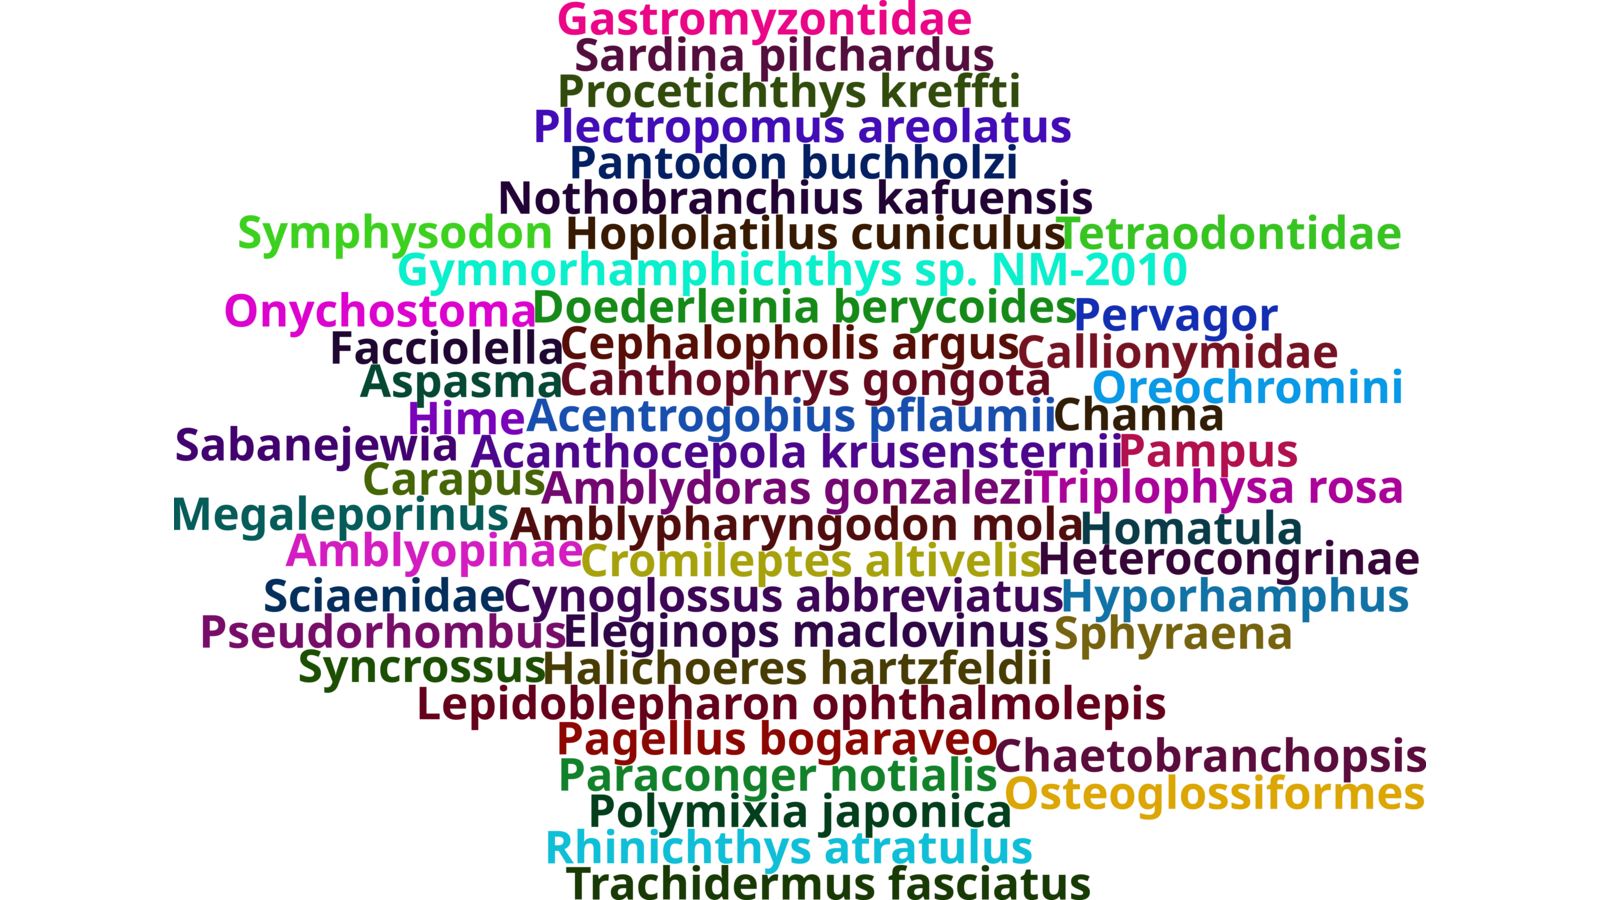 Gastromyzontidae
Sardina pilchardus
Procetichthys kreffti
Plectropomus areolatus
Pantodon buchholzi
Nothobranchius kafuensis
Symphysodon Hoplolatilus cuniculus Tetraodontidae
Gymnorhamphichthys sp. NM-2010
Onychostoma Doederleinia berycoides Pervagor
Facciolella Cephalopholis argus Callionymidae
Aspasma Canthophrys gongota Oreochromini
Hime Acentrogobius pflaumii Channa
Sabanejewia Acanthocepola krusensternii Pampus
Carapus Amblydoras gonzalezi Triplophysa rosa
Megaleporinus Amblypharyngodon mola Homatula
Amblyopinae Cromileptes altivelis Heterocongrinae
Sciaenidae Cynoglossus abbreviatus Hyporhamphus
Pseudorhombus Eleginops maclovinus Sphyraena
Syncrossus Halichoeres hartzfeldii
Lepidoblepharon ophthalmolepis
Pagellus bogaraveo Chaetobranchopsis
Paraconger notialis Osteoglossiformes
Polymixia japonica
Rhinichthys atratulus
Trachidermus fasciatus